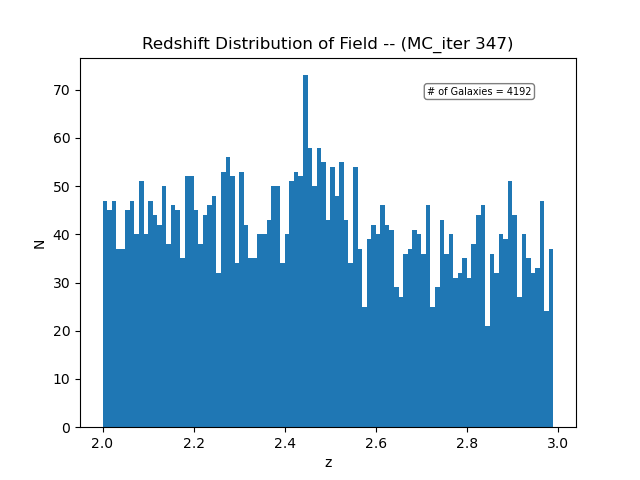 Redshift Distribution of Field -- (MC_iter 347)
# of Galaxies = 4192
N
70
60
50
40
30
20
10
0
2.0 2.2 2.4 2.6 2.8 3.0
z